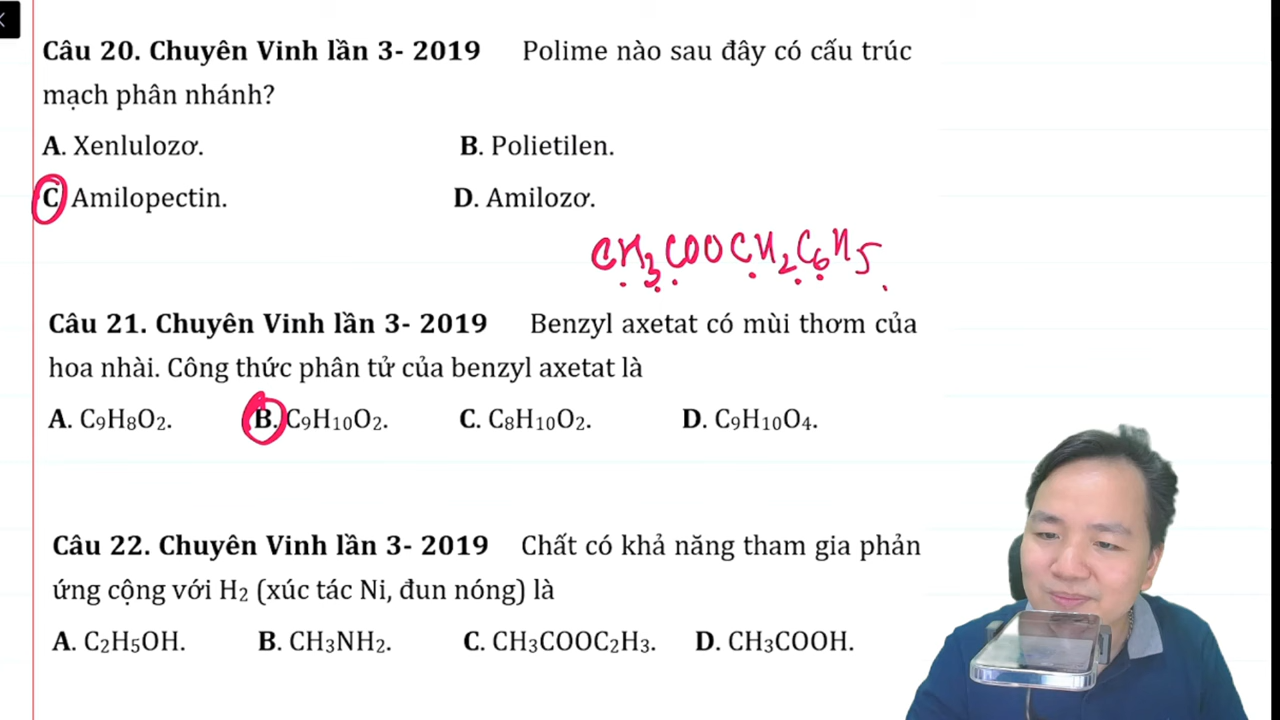 Câu 20. Chuyên Vinh lần 3- 2019 Polime nào sau đây có cấu trúc
mạch phân nhánh?
A. Xenlulozơ. B. Polietilen.
C Amilopectin. D. Amilozơ.
CH3COOCH2C6H5
Câu 21. Chuyên Vinh lần 3- 2019 Benzyl axetat có mùi thơm của
hoa nhài. Công thức phân tử của benzyl axetat là
A. C9H8O2. B. C9H10O2. C. C8H10O2. D. C9H10O4.
Câu 22. Chuyên Vinh lần 3- 2019 Chất có khả năng tham gia phản
ứng cộng với H2 (xúc tác Ni, đun nóng) là
A. C2H5OH. B. CH3NH2. C. CH3COOC2H3. D. CH3COOH.